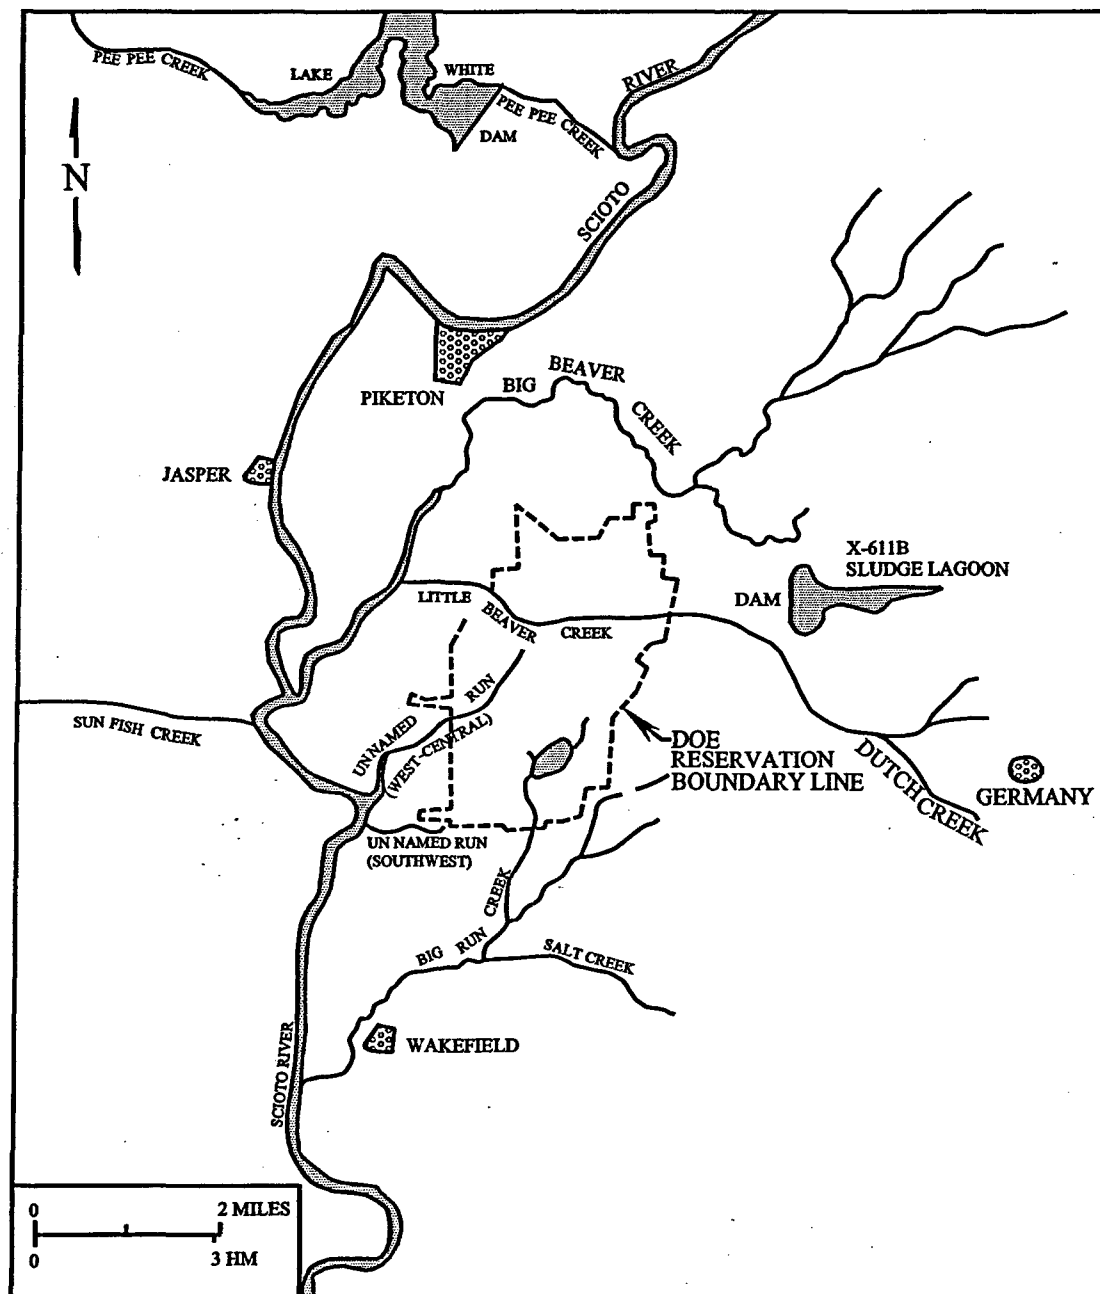 PEE PEE CREEK
LAKE
WHITE
RIVER
PEE PEE CREEK
DAM
N
SCIOTO
BIG
BEAVER
CREEK
PIKETON
JASPER
X-611B
SLUDGE LAGOON
DAM
LITTLE
BEAVER
CREEK
SUN FISH CREEK
UN NAMED
RUN
(WEST-CENTRAL)
DOE
RESERVATION
BOUNDARY LINE
DUTCH CREEK
GERMANY
UN NAMED RUN
(SOUTHWEST)
BIG
RUN
CREEK
SALT CREEK
WAKEFIELD
SCIOTO RIVER
0
2 MILES
0
3 HM